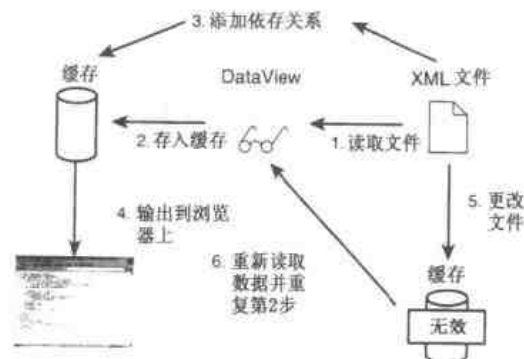 3. 添加依存关系
缓存
DataView
XML 文件
2. 存入缓存
1. 读取文件
4. 输出到浏览
器上
5. 更改
文件
6. 重新读取
数据并重
复第2步
缓存
无效